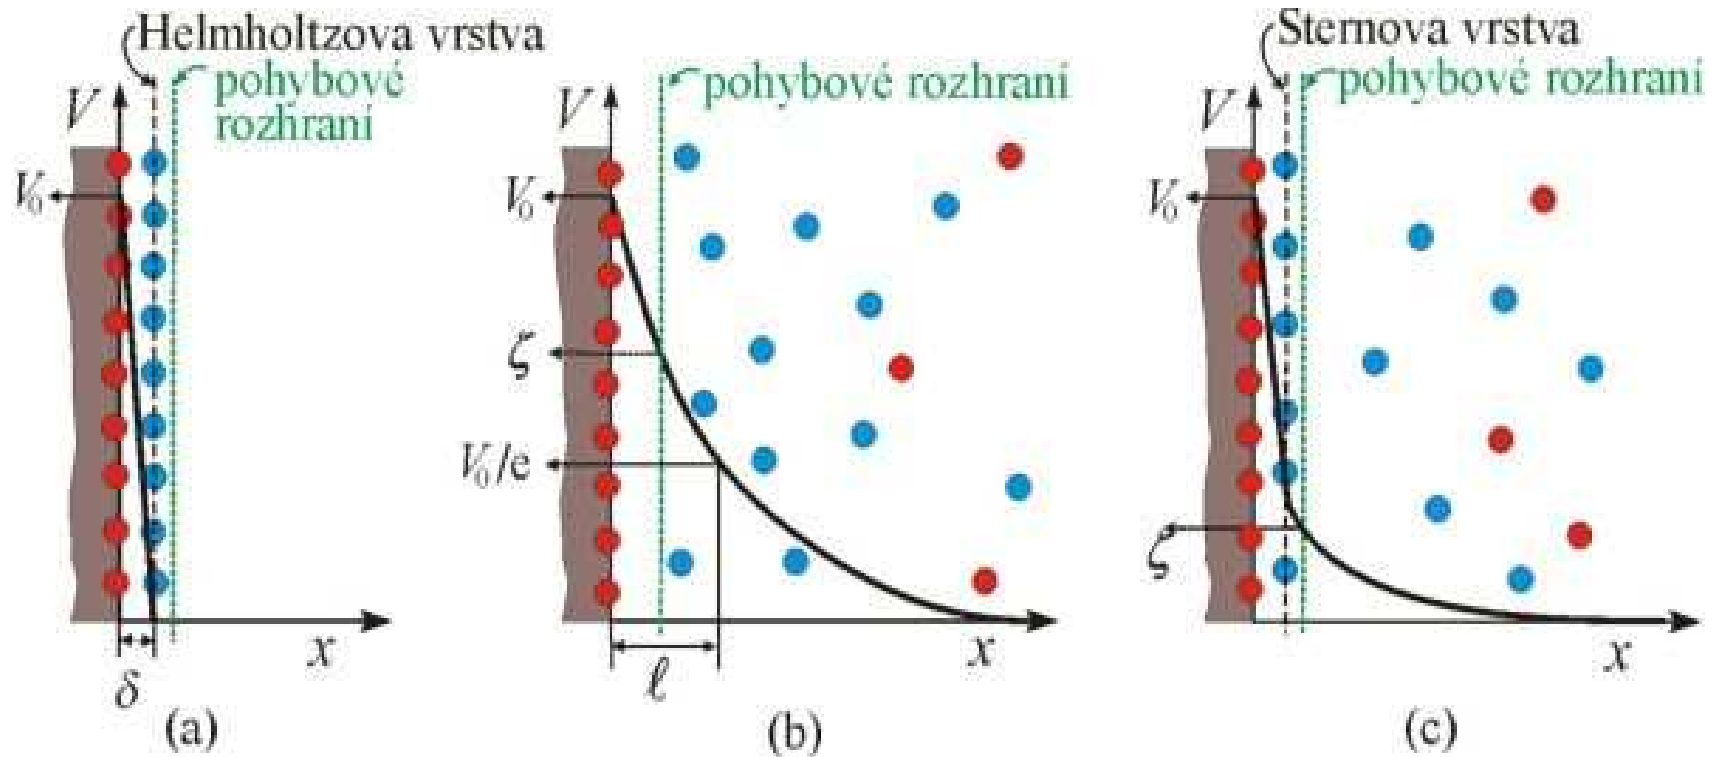 Helmholtzova vrstva
pohybové
rozhraní
V
V₀
x
δ
(a)
pohybové rozhraní
V
V₀
ζ
V₀/e
x
ℓ
(b)
Sternova vrstva
pohybové rozhraní
V
V₀
ζ
x
(c)